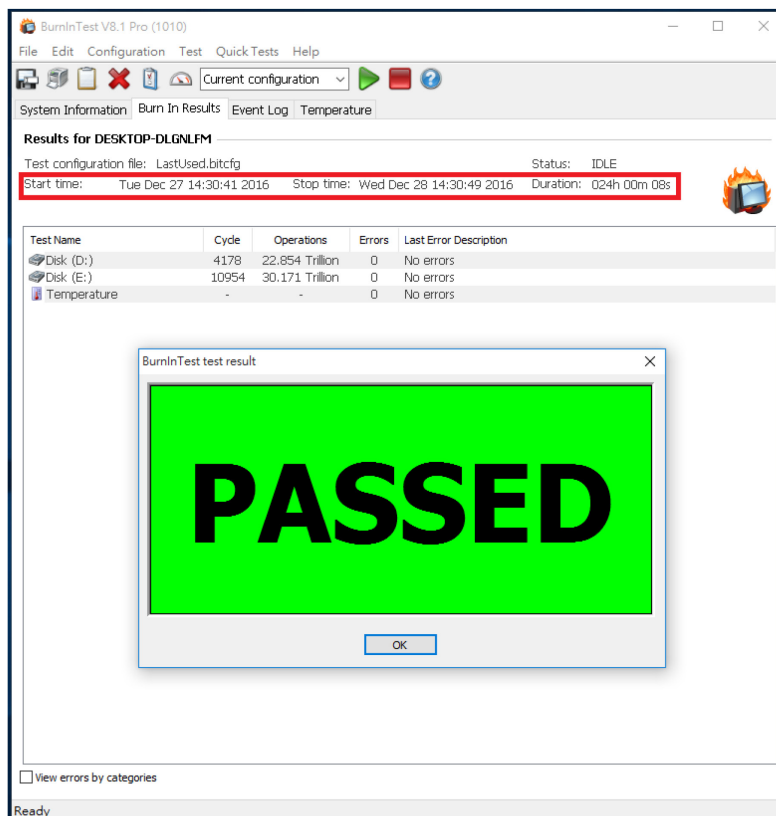 BurnInTest V8.1 Pro (1010)
File Edit Configuration Test Quick Tests Help
Current configuration
System Information Burn In Results Event Log Temperature
Results for DESKTOP-DLGNLFM
Test configuration file: LastUsed.bitcfg Status: IDLE
Start time: Tue Dec 27 14:30:41 2016 Stop time: Wed Dec 28 14:30:49 2016 Duration: 024h 00m 08s
Test Name Cycle Operations Errors Last Error Description
Disk (D:) 4178 22.854 Trillion 0 No errors
Disk (E:) 10954 30.171 Trillion 0 No errors
Temperature - - 0 No errors
BurnInTest test result
PASSED
OK
View errors by categories
Ready